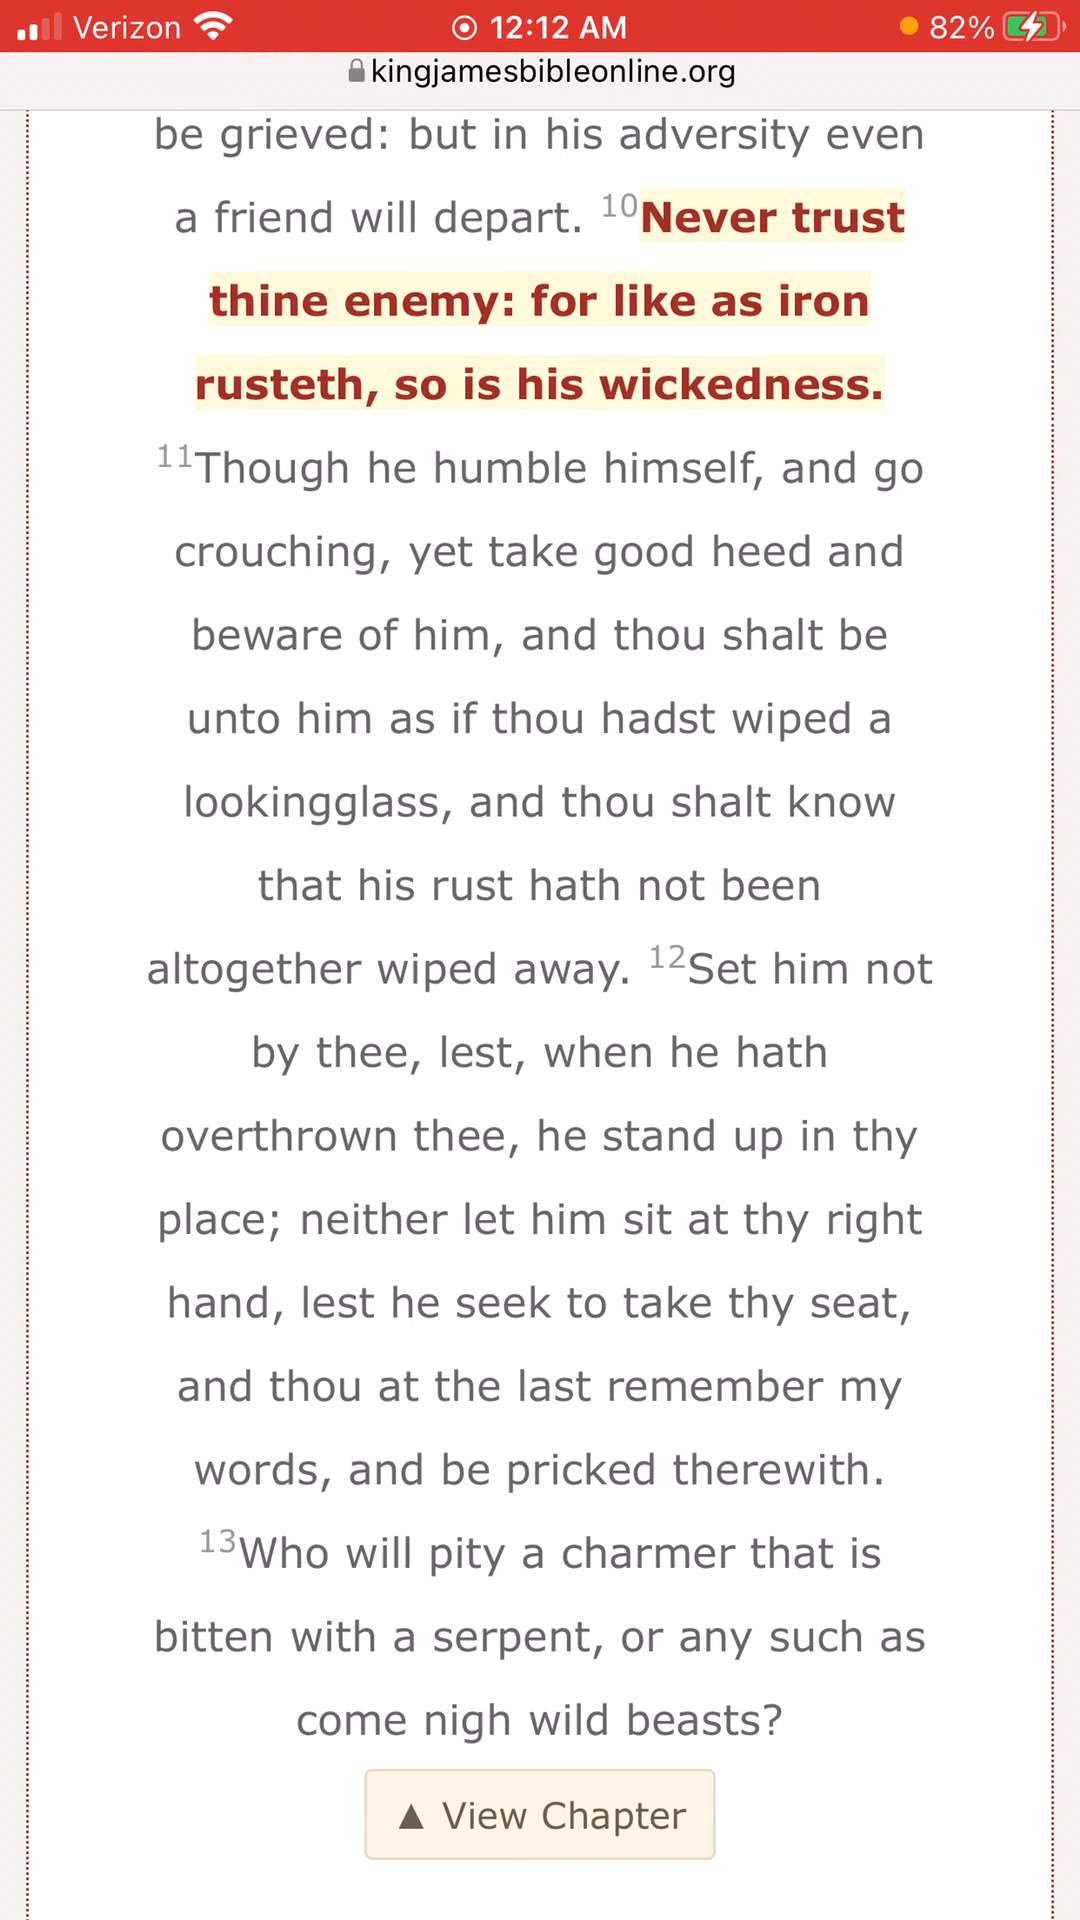 Verizon 12:12 AM 82%
kingjamesbibleonline.org
be grieved: but in his adversity even
a friend will depart. 10Never trust
thine enemy: for like as iron
rusteth, so is his wickedness.
11Though he humble himself, and go
crouching, yet take good heed and
beware of him, and thou shalt be
unto him as if thou hadst wiped a
lookingglass, and thou shalt know
that his rust hath not been
altogether wiped away. 12Set him not
by thee, lest, when he hath
overthrown thee, he stand up in thy
place; neither let him sit at thy right
hand, lest he seek to take thy seat,
and thou at the last remember my
words, and be pricked therewith.
13Who will pity a charmer that is
bitten with a serpent, or any such as
come nigh wild beasts?
▲ View Chapter